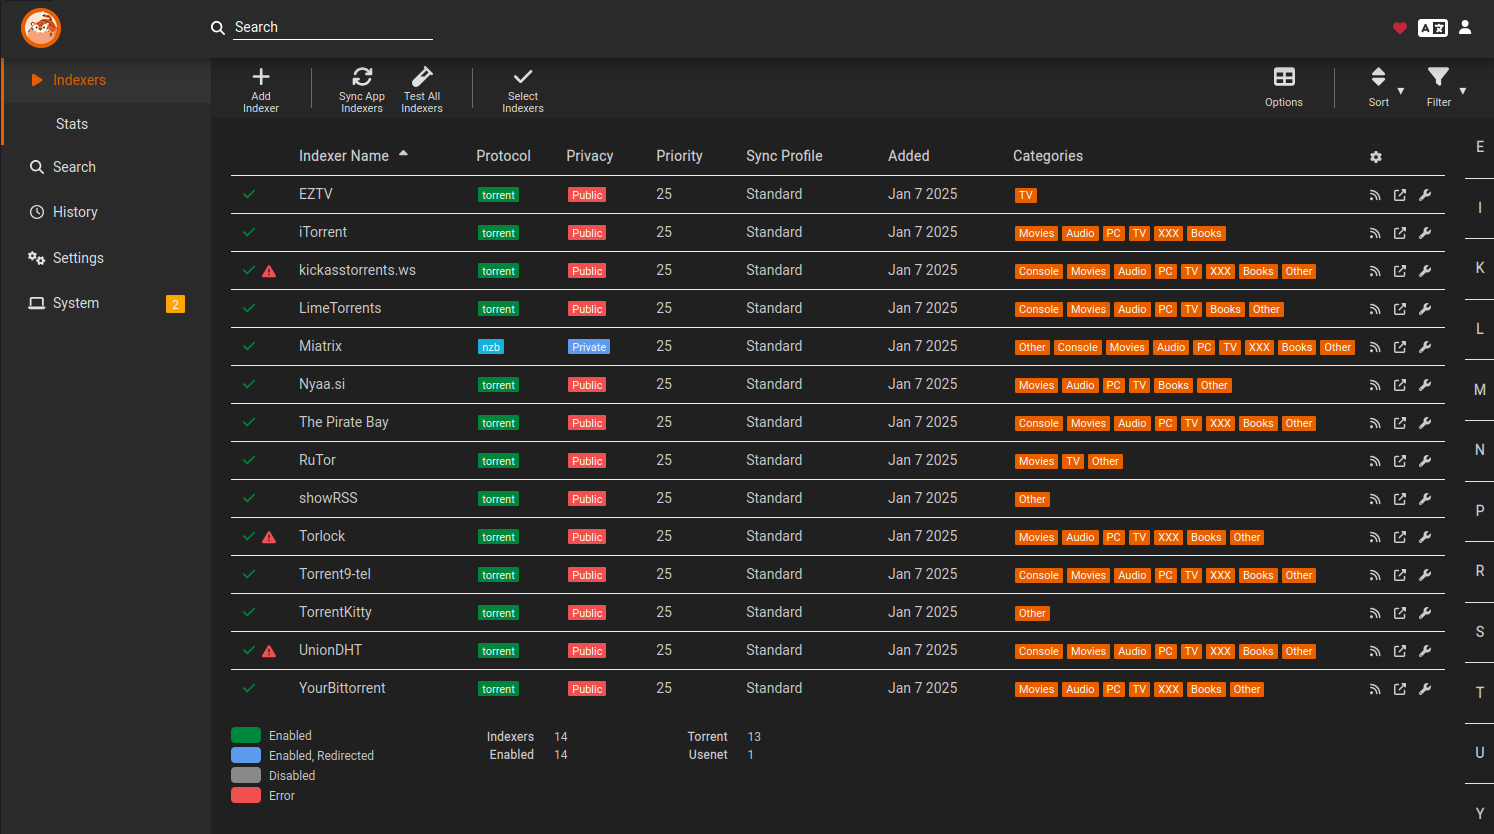 Search
Indexers
Stats
Search
History
Settings
System 2
Add Indexer
Sync App Indexers
Test All Indexers
Select Indexers
Options
Sort
Filter
Indexer Name Protocol Privacy Priority Sync Profile Added Categories
EZTV torrent Public 25 Standard Jan 7 2025 TV
iTorrent torrent Public 25 Standard Jan 7 2025 Movies Audio PC TV XXX Books
kickasstorrents.ws torrent Public 25 Standard Jan 7 2025 Console Movies Audio PC TV XXX Books Other
LimeTorrents torrent Public 25 Standard Jan 7 2025 Console Movies Audio PC TV Books Other
Miatrix nzb Private 25 Standard Jan 7 2025 Other Console Movies Audio PC TV XXX Books Other
Nyaa.si torrent Public 25 Standard Jan 7 2025 Movies Audio PC TV Books Other
The Pirate Bay torrent Public 25 Standard Jan 7 2025 Console Movies Audio PC TV XXX Books Other
RuTor torrent Public 25 Standard Jan 7 2025 Movies TV Other
showRSS torrent Public 25 Standard Jan 7 2025 Other
Torlock torrent Public 25 Standard Jan 7 2025 Movies Audio PC TV XXX Books Other
Torrent9-tel torrent Public 25 Standard Jan 7 2025 Console Movies Audio PC TV XXX Books Other
TorrentKitty torrent Public 25 Standard Jan 7 2025 Other
UnionDHT torrent Public 25 Standard Jan 7 2025 Console Movies Audio PC TV XXX Books Other
YourBittorrent torrent Public 25 Standard Jan 7 2025 Movies Audio PC TV XXX Books Other
Enabled
Enabled, Redirected
Disabled
Error
Indexers 14
Enabled 14
Torrent 13
Usenet 1
E
I
K
L
M
N
P
R
S
T
U
Y